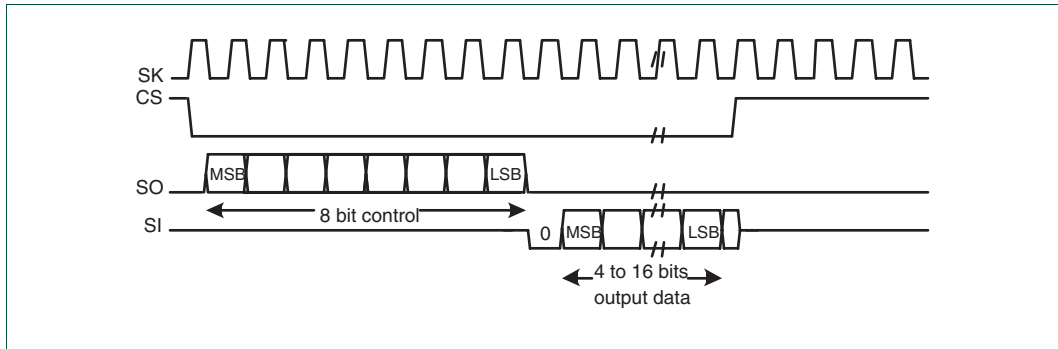 SK
CS
MSB
LSB
SO
8 bit control
SI
0
MSB
LSB
4 to 16 bits
output data